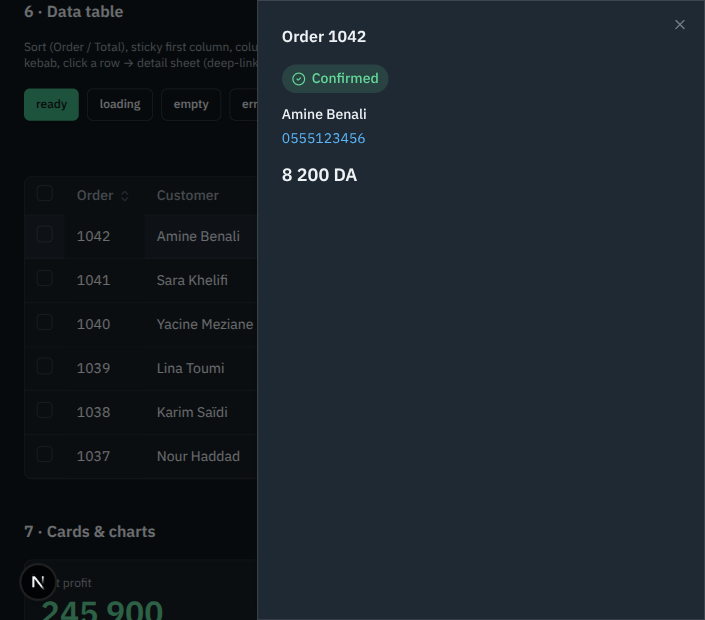 6 · Data table
Sort (Order / Total), sticky first column, colu
kebab, click a row → detail sheet (deep-link
ready
loading
empty
err
Order
Customer
1042
Amine Benali
1041
Sara Khelifi
1040
Yacine Meziane
1039
Lina Toumi
1038
Karim Saïdi
1037
Nour Haddad
7 · Cards & charts
N
t profit
245 900
Order 1042
Confirmed
Amine Benali
0555123456
8 200 DA